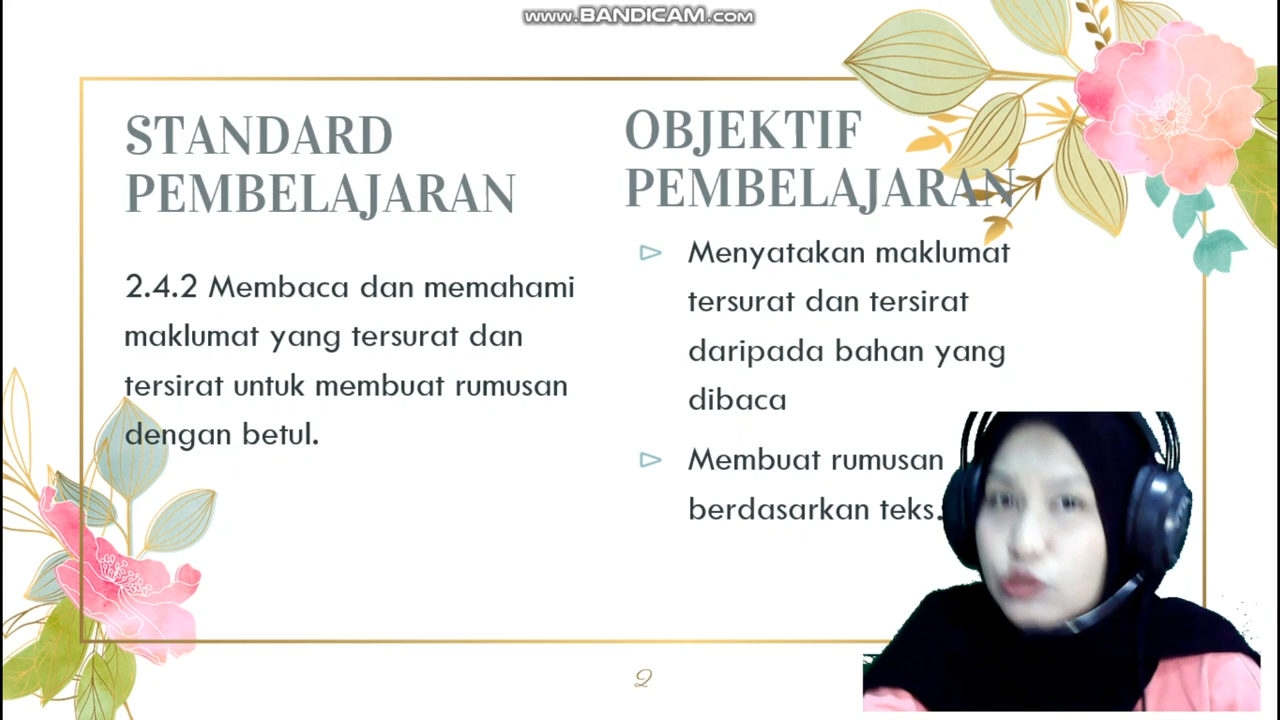 www.BANDICAM.com
STANDARD
PEMBELAJARAN
2.4.2 Membaca dan memahami
maklumat yang tersurat dan
tersirat untuk membuat rumusan
dengan betul.
OBJEKTIF
PEMBELAJARAN
Menyatakan maklumat
tersurat dan tersirat
daripada bahan yang
dibaca
Membuat rumusan
berdasarkan teks.
2